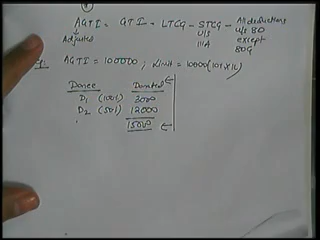 AGTI = GTI - LTCG - STCG - All deductions
Adjusted u/s 111A u/s 80 except 80G
AGTI = 100000 ; Limit = 10000 (10% x 1L)
Donee Donated
D1 (100%) 3000
D2 (50%) 12000
15000